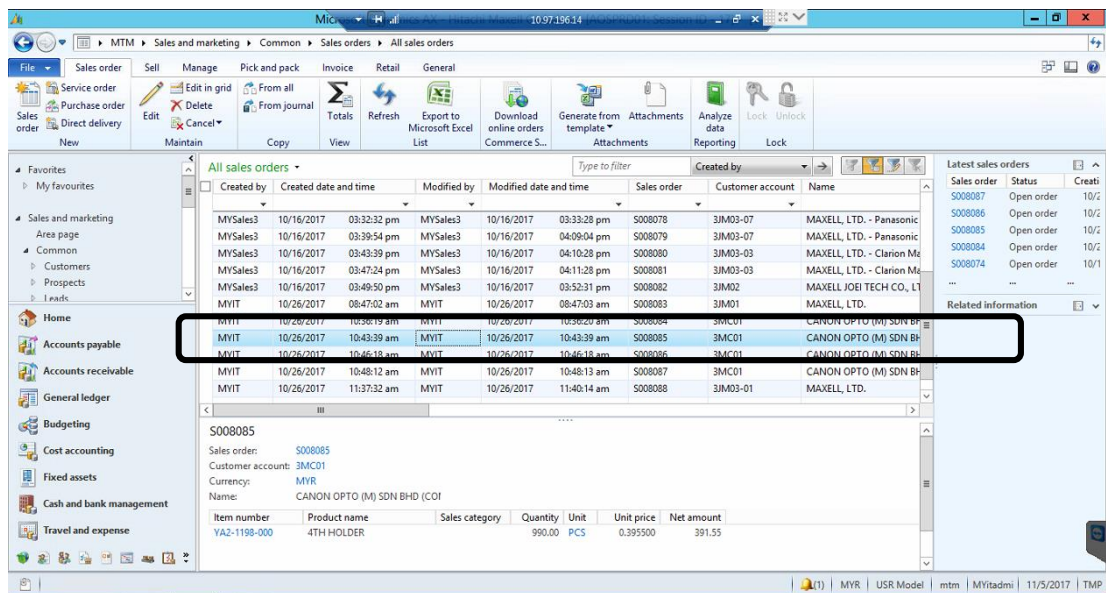 10.97.196.14
MTM Sales and marketing Common Sales orders All sales orders
File Sales order Sell Manage Pick and pack Invoice Retail General
Sales order
Service order
Purchase order
Direct delivery
New
Edit
Edit in grid
Delete
Cancel
Maintain
From all
From journal
Copy
Totals
View
Refresh
Export to Microsoft Excel
List
Download online orders
Commerce S...
Generate from template
Attachments
Attachments
Analyze data
Reporting
Lock Unlock
Lock
Favorites
My favourites
Sales and marketing
Area page
Common
Customers
Prospects
Leads
Home
Accounts payable
Accounts receivable
General ledger
Budgeting
Cost accounting
Fixed assets
Cash and bank management
Travel and expense
All sales orders Type to filter Created by
Created by Created date and time Modified by Modified date and time Sales order Customer account Name
MYSales3 10/16/2017 03:32:32 pm MYSales3 10/16/2017 03:33:28 pm S008078 3JM03-07 MAXELL, LTD. - Panasonic
MYSales3 10/16/2017 03:39:54 pm MYSales3 10/16/2017 04:09:04 pm S008079 3JM03-07 MAXELL, LTD. - Panasonic
MYSales3 10/16/2017 03:43:39 pm MYSales3 10/16/2017 04:10:28 pm S008080 3JM03-03 MAXELL, LTD. - Clarion Ma
MYSales3 10/16/2017 03:47:24 pm MYSales3 10/16/2017 04:11:28 pm S008081 3JM03-03 MAXELL, LTD. - Clarion Ma
MYSales3 10/16/2017 03:49:50 pm MYSales3 10/16/2017 03:52:31 pm S008082 3JM02 MAXELL JOEI TECH CO., LT
MYIT 10/26/2017 08:47:02 am MYIT 10/26/2017 08:47:03 am S008083 3JM01 MAXELL, LTD.
MYIT 10/26/2017 10:36:19 am MYIT 10/26/2017 10:36:20 am S008084 3MC01 CANON OPTO (M) SDN BH
MYIT 10/26/2017 10:43:39 am MYIT 10/26/2017 10:43:39 am S008085 3MC01 CANON OPTO (M) SDN BH
MYIT 10/26/2017 10:46:18 am MYIT 10/26/2017 10:46:18 am S008086 3MC01 CANON OPTO (M) SDN BH
MYIT 10/26/2017 10:48:12 am MYIT 10/26/2017 10:48:13 am S008087 3MC01 CANON OPTO (M) SDN BH
MYIT 10/26/2017 11:37:32 am MYIT 10/26/2017 11:40:14 am S008088 3JM03-01 MAXELL, LTD.
S008085
Sales order: S008085
Customer account: 3MC01
Currency: MYR
Name: CANON OPTO (M) SDN BHD (COI
Item number Product name Sales category Quantity Unit Unit price Net amount
YA2-1198-000 4TH HOLDER 990.00 PCS 0.395500 391.55
Latest sales orders
Sales order Status Creati
S008087 Open order 10/2
S008086 Open order 10/2
S008085 Open order 10/2
S008084 Open order 10/2
S008074 Open order 10/1
... ... ...
Related information
(1) MYR USR Model mtm MYitadmi 11/5/2017 TMP